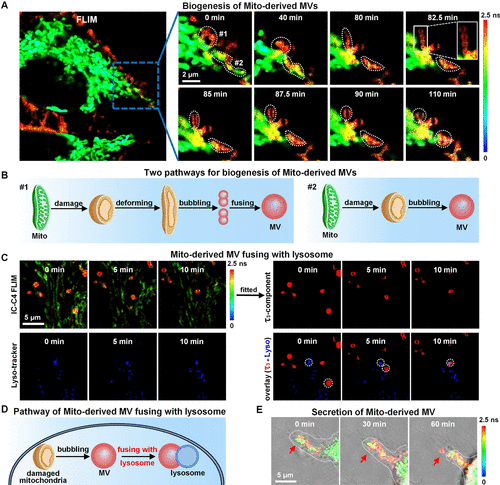 A
Biogenesis of Mito-derived MVs
FLIM
0 min
40 min
80 min
82.5 min
#1
#2
2 μm
85 min
87.5 min
90 min
110 min
2.5 ns
0
B
Two pathways for biogenesis of Mito-derived MVs
#1
damage
deforming
bubbling
fusing
Mito
MV
#2
damage
bubbling
Mito
MV
C
Mito-derived MV fusing with lysosome
IC-C4 FLIM
0 min
5 min
10 min
5 μm
2.5 ns
0
fitted
τ₃-component
0 min
5 min
10 min
Lyso-tracker
0 min
5 min
10 min
overlay (τ₃ - Lyso)
0 min
5 min
10 min
D
Pathway of Mito-derived MV fusing with lysosome
bubbling
fusing with
lysosome
damaged
mitochondria
MV
lysosome
E
Secretion of Mito-derived MV
0 min
30 min
60 min
5 μm
2.5 ns
0